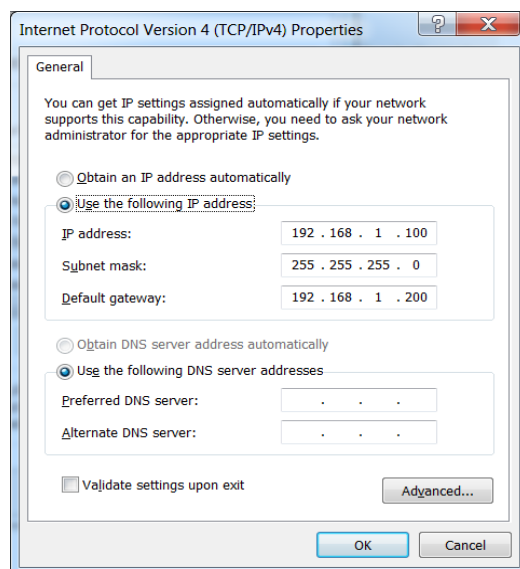 Internet Protocol Version 4 (TCP/IPv4) Properties
General
You can get IP settings assigned automatically if your network
supports this capability. Otherwise, you need to ask your network
administrator for the appropriate IP settings.
Obtain an IP address automatically
Use the following IP address:
IP address: 192 . 168 . 1 . 100
Subnet mask: 255 . 255 . 255 . 0
Default gateway: 192 . 168 . 1 . 200
Obtain DNS server address automatically
Use the following DNS server addresses
Preferred DNS server: . . .
Alternate DNS server: . . .
Validate settings upon exit
Advanced...
OK Cancel